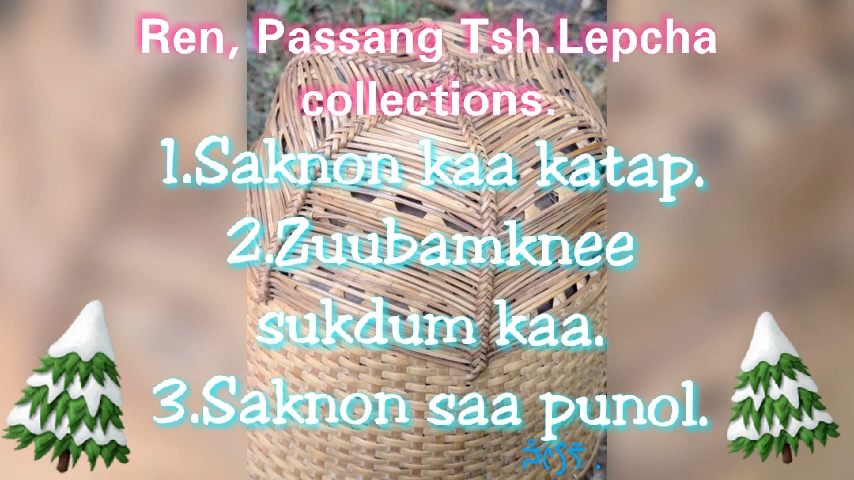 Ren, Passang Tsh.Lepcha
collections.
1.Saknon kaa katap.
2.Zuubamknee
sukdum kaa.
3.Saknon saa punol.